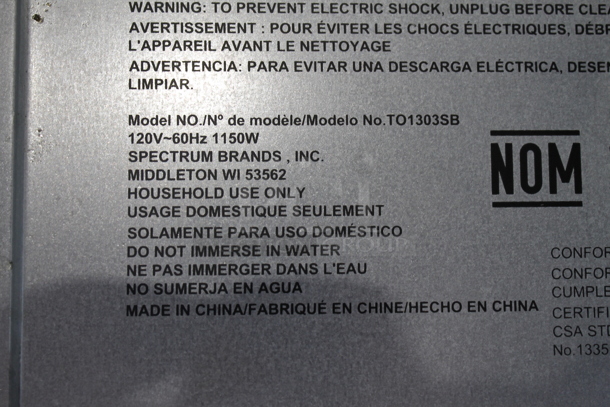 WARNING: TO PREVENT ELECTRIC SHOCK, UNPLUG BEFORE
AVERTISSEMENT : POUR ÉVITER LES CHOCS ÉLECTRIQUES,
L'APPAREIL AVANT LE NETTOYAGE
ADVERTENCIA: PARA EVITAR UNA DESCARGA ELÉCTRICA,
LIMPIAR.
Model NO./Nº de modèle/Modelo No.TO1303SB
120V~60Hz 1150W
SPECTRUM BRANDS , INC.
MIDDLETON WI 53562
HOUSEHOLD USE ONLY
USAGE DOMESTIQUE SEULEMENT
SOLAMENTE PARA USO DOMÉSTICO
DO NOT IMMERSE IN WATER
NE PAS IMMERGER DANS L'EAU
NO SUMERJA EN AGUA
MADE IN CHINA/FABRIQUÉ EN CHINE/HECHO EN CHINA
NOM
CONFOR
CONFOR
CUMPLE
CERTIFI
CSA STD
No.1335